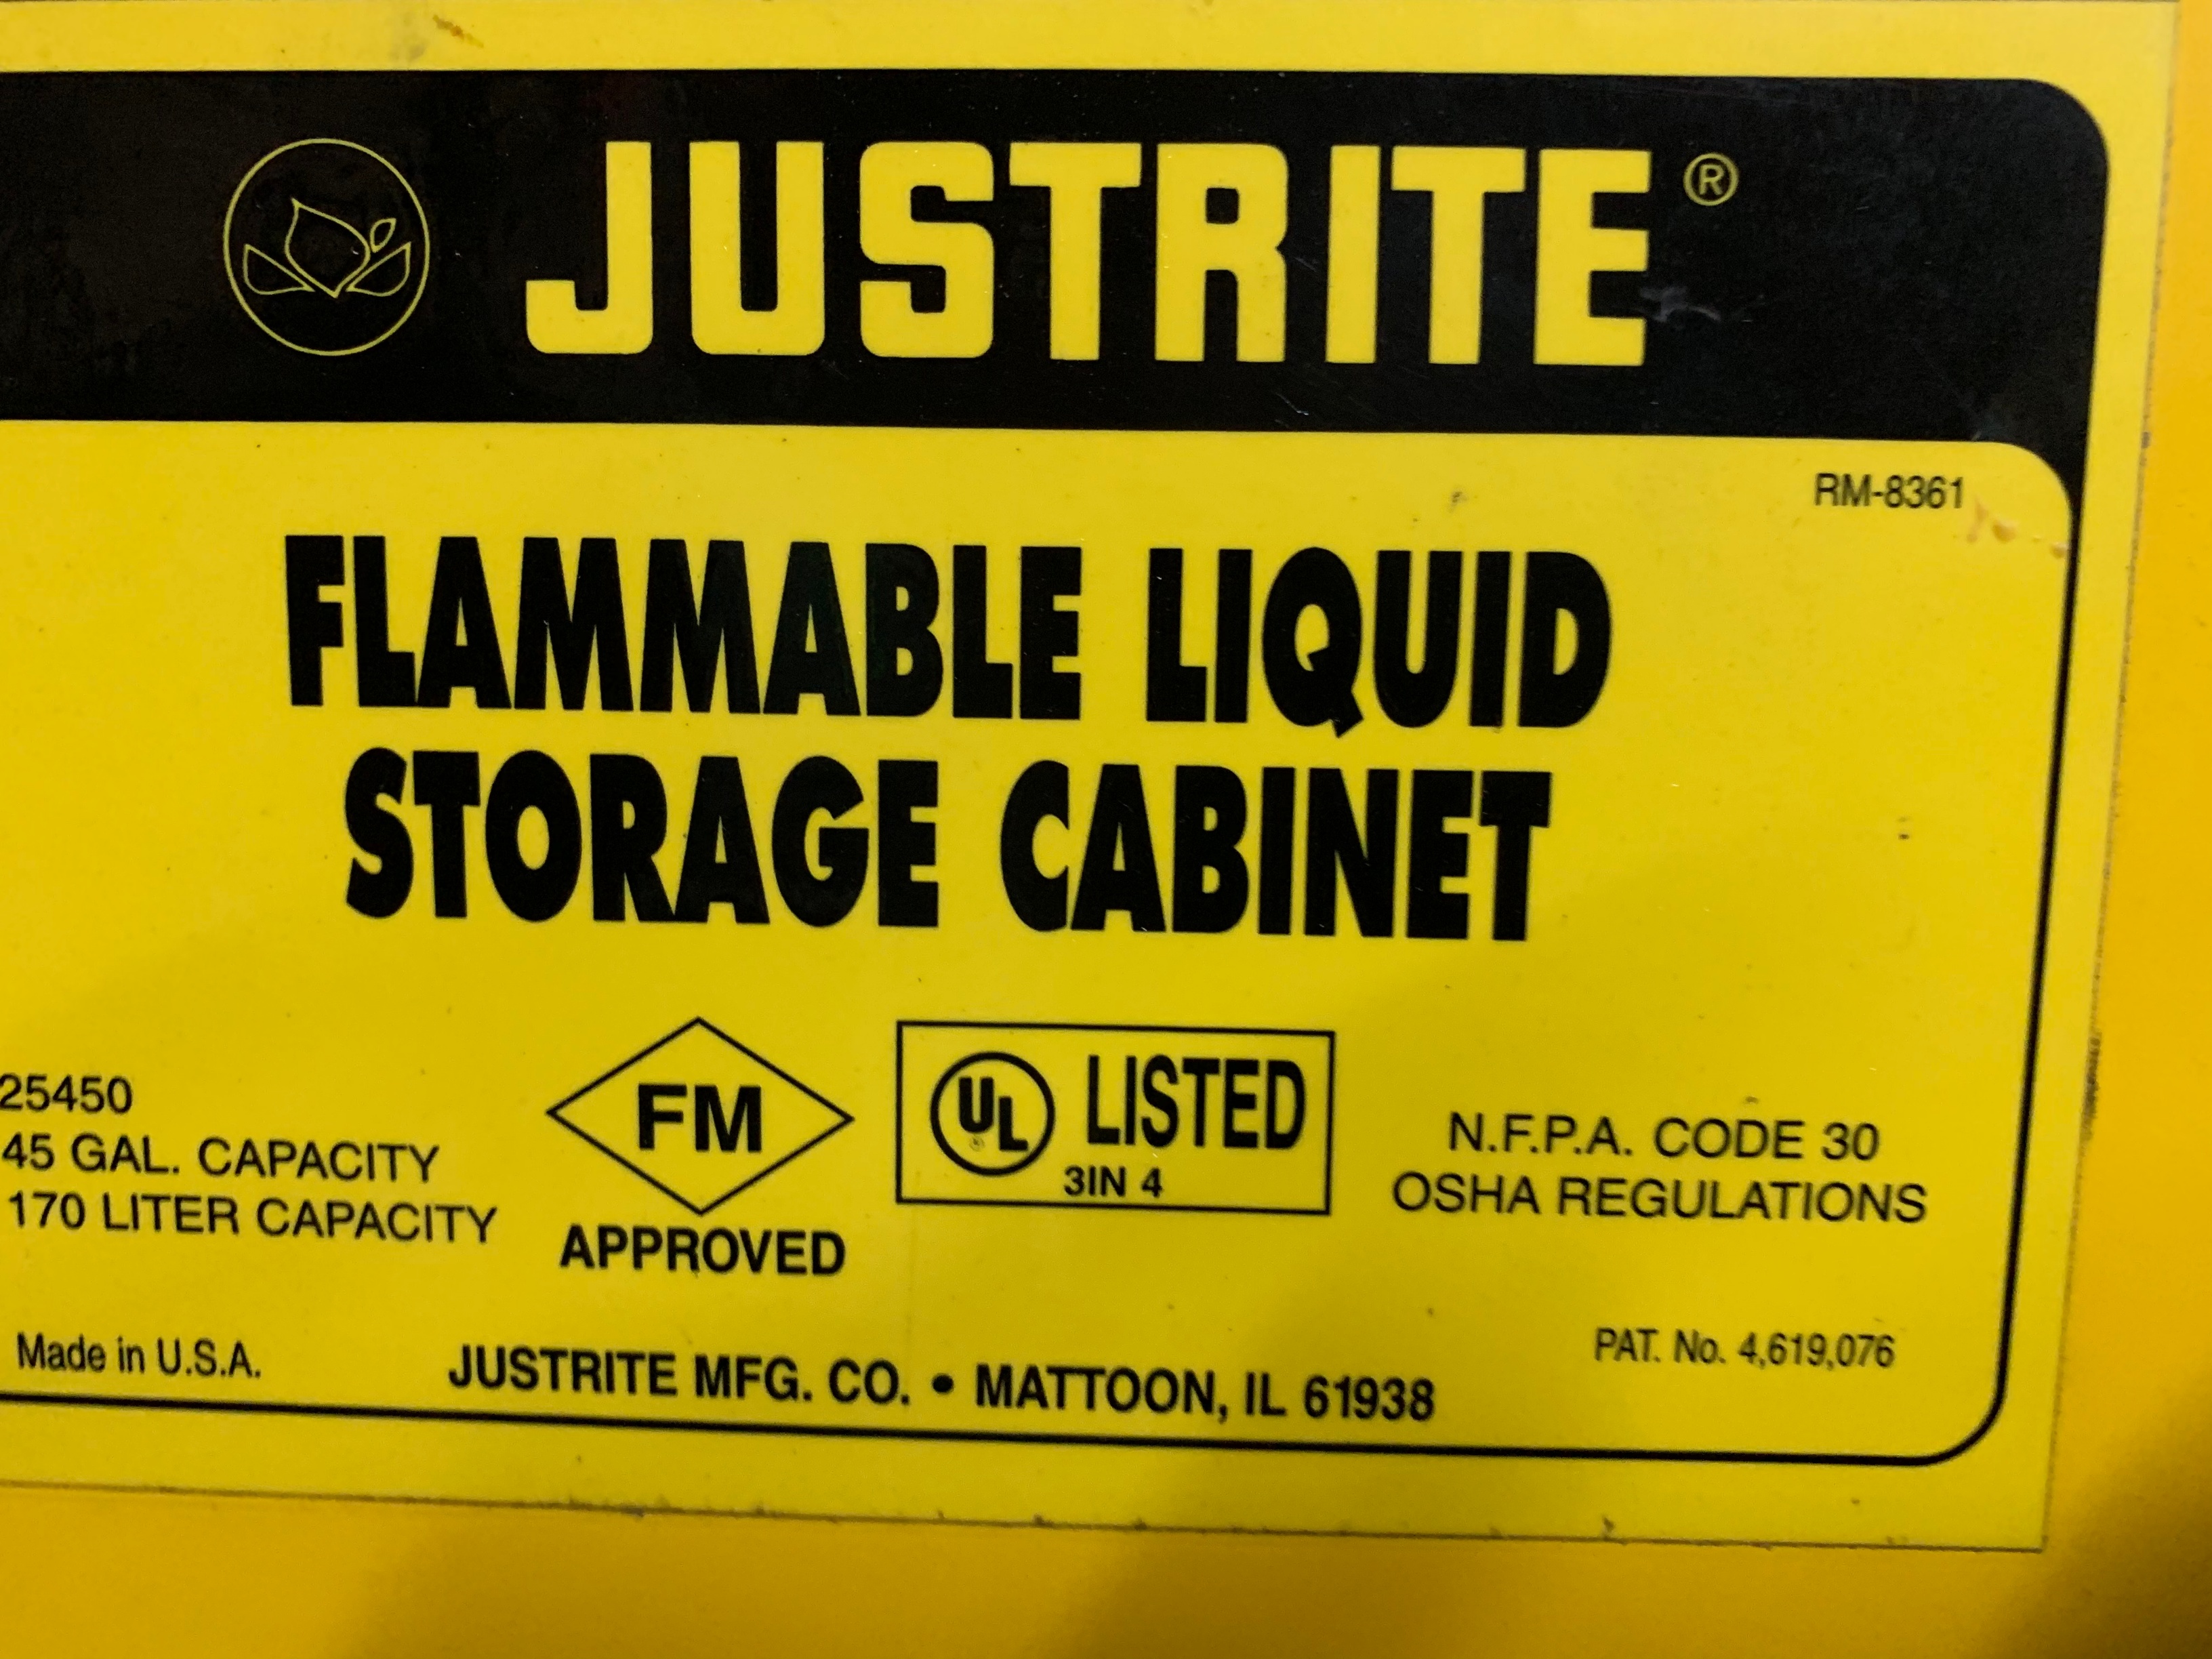 JUSTRITE®
RM-8361
FLAMMABLE LIQUID
STORAGE CABINET
25450
45 GAL. CAPACITY
170 LITER CAPACITY
FM
APPROVED
UL® LISTED
3IN 4
N.F.P.A. CODE 30
OSHA REGULATIONS
Made in U.S.A.
JUSTRITE MFG. CO. • MATTOON, IL 61938
PAT. No. 4,619,076